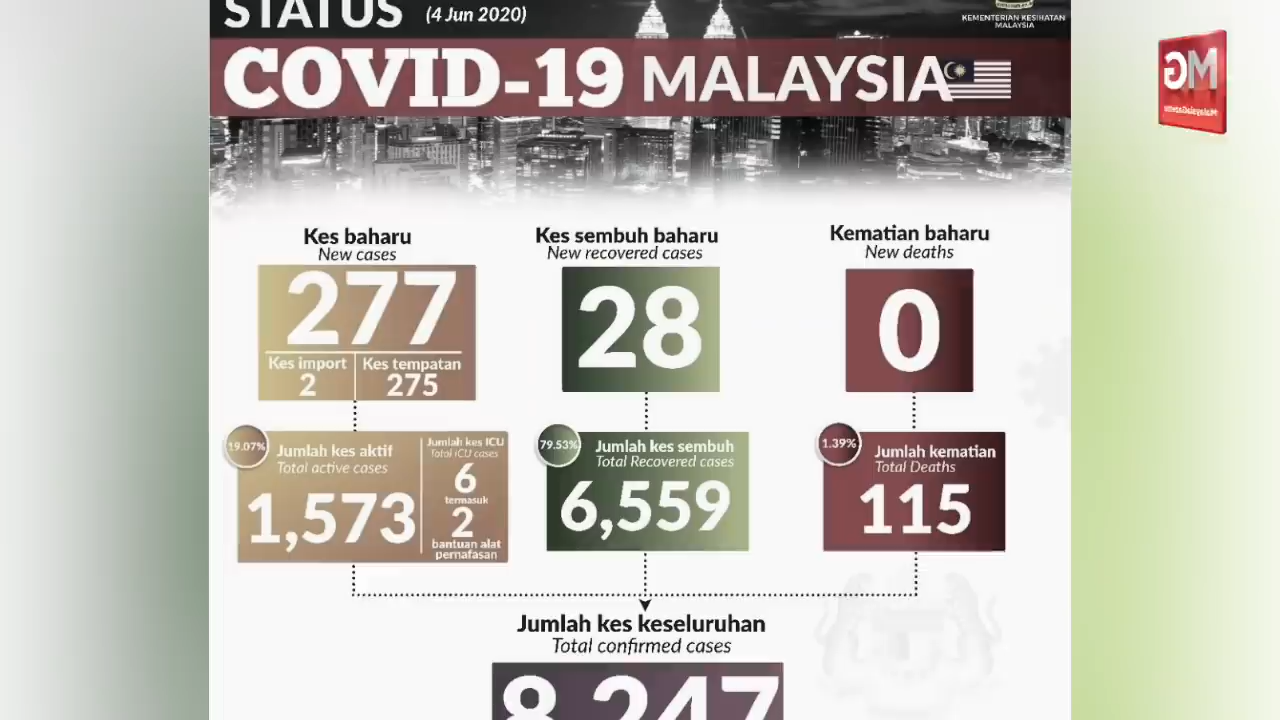 STATUS (4 Jun 2020)
KEMENTERIAN KESIHATAN
MALAYSIA
COVID-19 MALAYSIA
MG
Kes baharu
New cases
277
Kes import
2
Kes tempatan
275
Kes sembuh baharu
New recovered cases
28
Kematian baharu
New deaths
0
19.07%
Jumlah kes aktif
Total active cases
1,573
Jumlah kes ICU
Total ICU cases
6
termasuk
2
bantuan alat
pernafasan
79.53%
Jumlah kes sembuh
Total Recovered cases
6,559
1.39%
Jumlah kematian
Total Deaths
115
Jumlah kes keseluruhan
Total confirmed cases
8,247